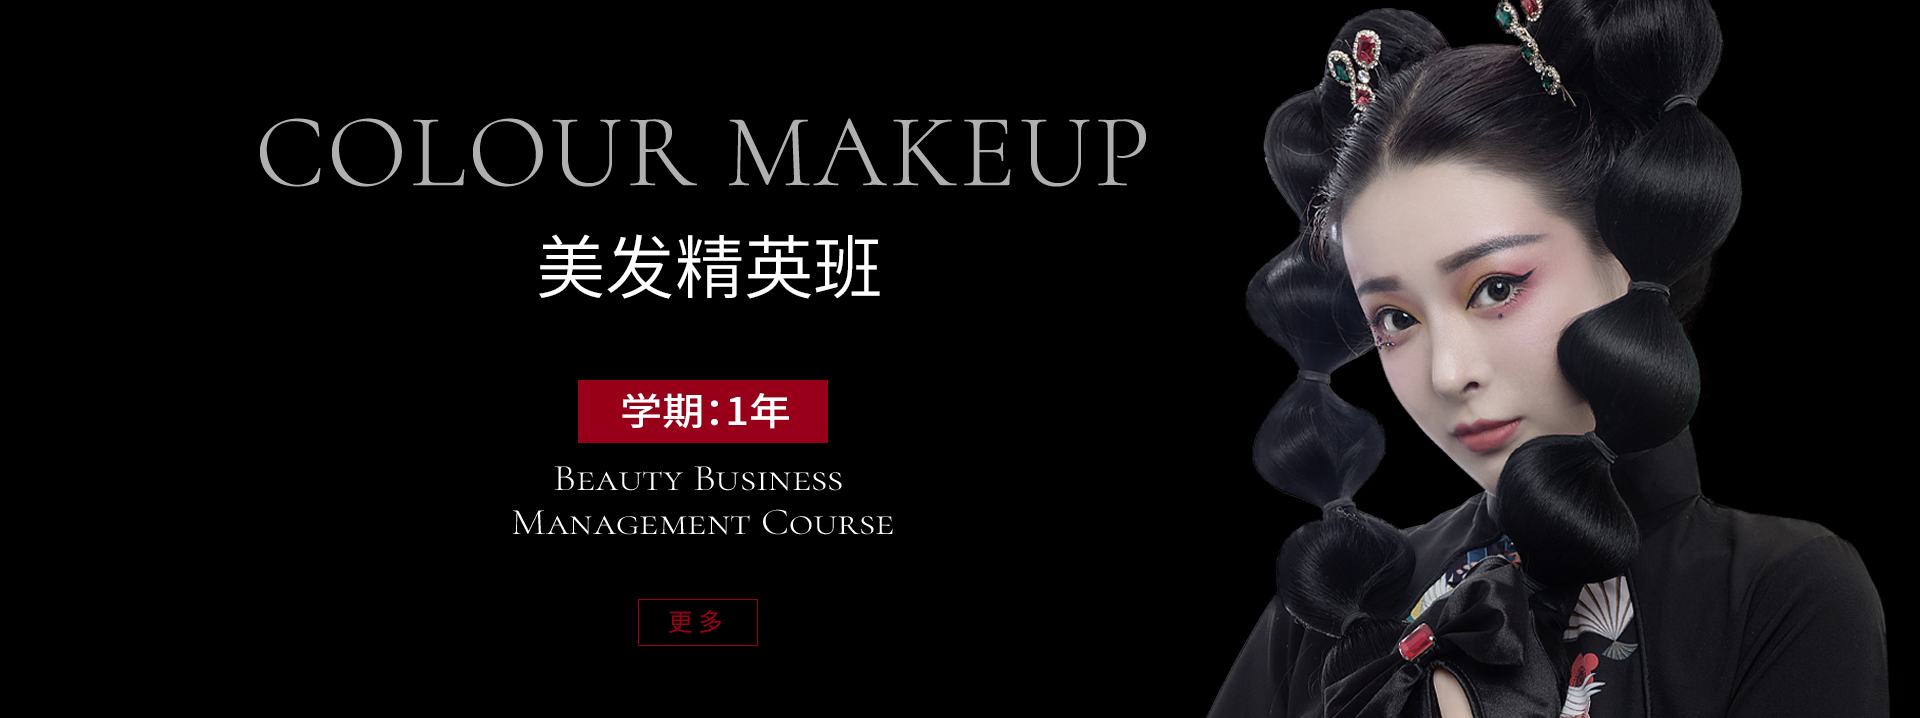 COLOUR MAKEUP
美发精英班
学期:1年
Beauty Business
Management Course
更多